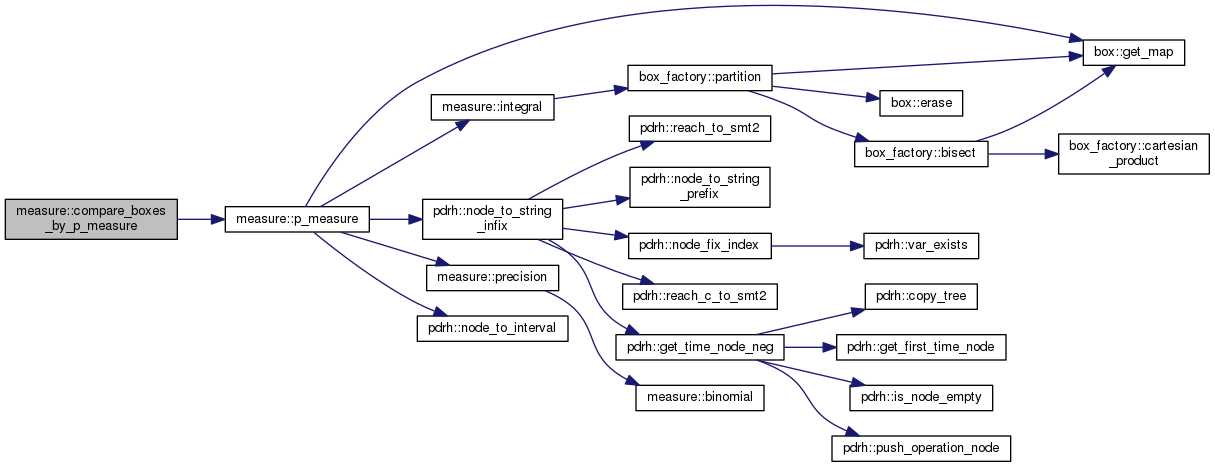 measure::compare_boxes
_by_p_measure
measure::p_measure
measure::integral
pdrh::node_to_string
_infix
measure::precision
pdrh::node_to_interval
box_factory::partition
pdrh::reach_to_smt2
pdrh::node_to_string
_prefix
pdrh::node_fix_index
pdrh::reach_c_to_smt2
pdrh::get_time_node_neg
measure::binomial
box::get_map
box::erase
box_factory::bisect
box_factory::cartesian
_product
pdrh::var_exists
pdrh::copy_tree
pdrh::get_first_time_node
pdrh::is_node_empty
pdrh::push_operation_node